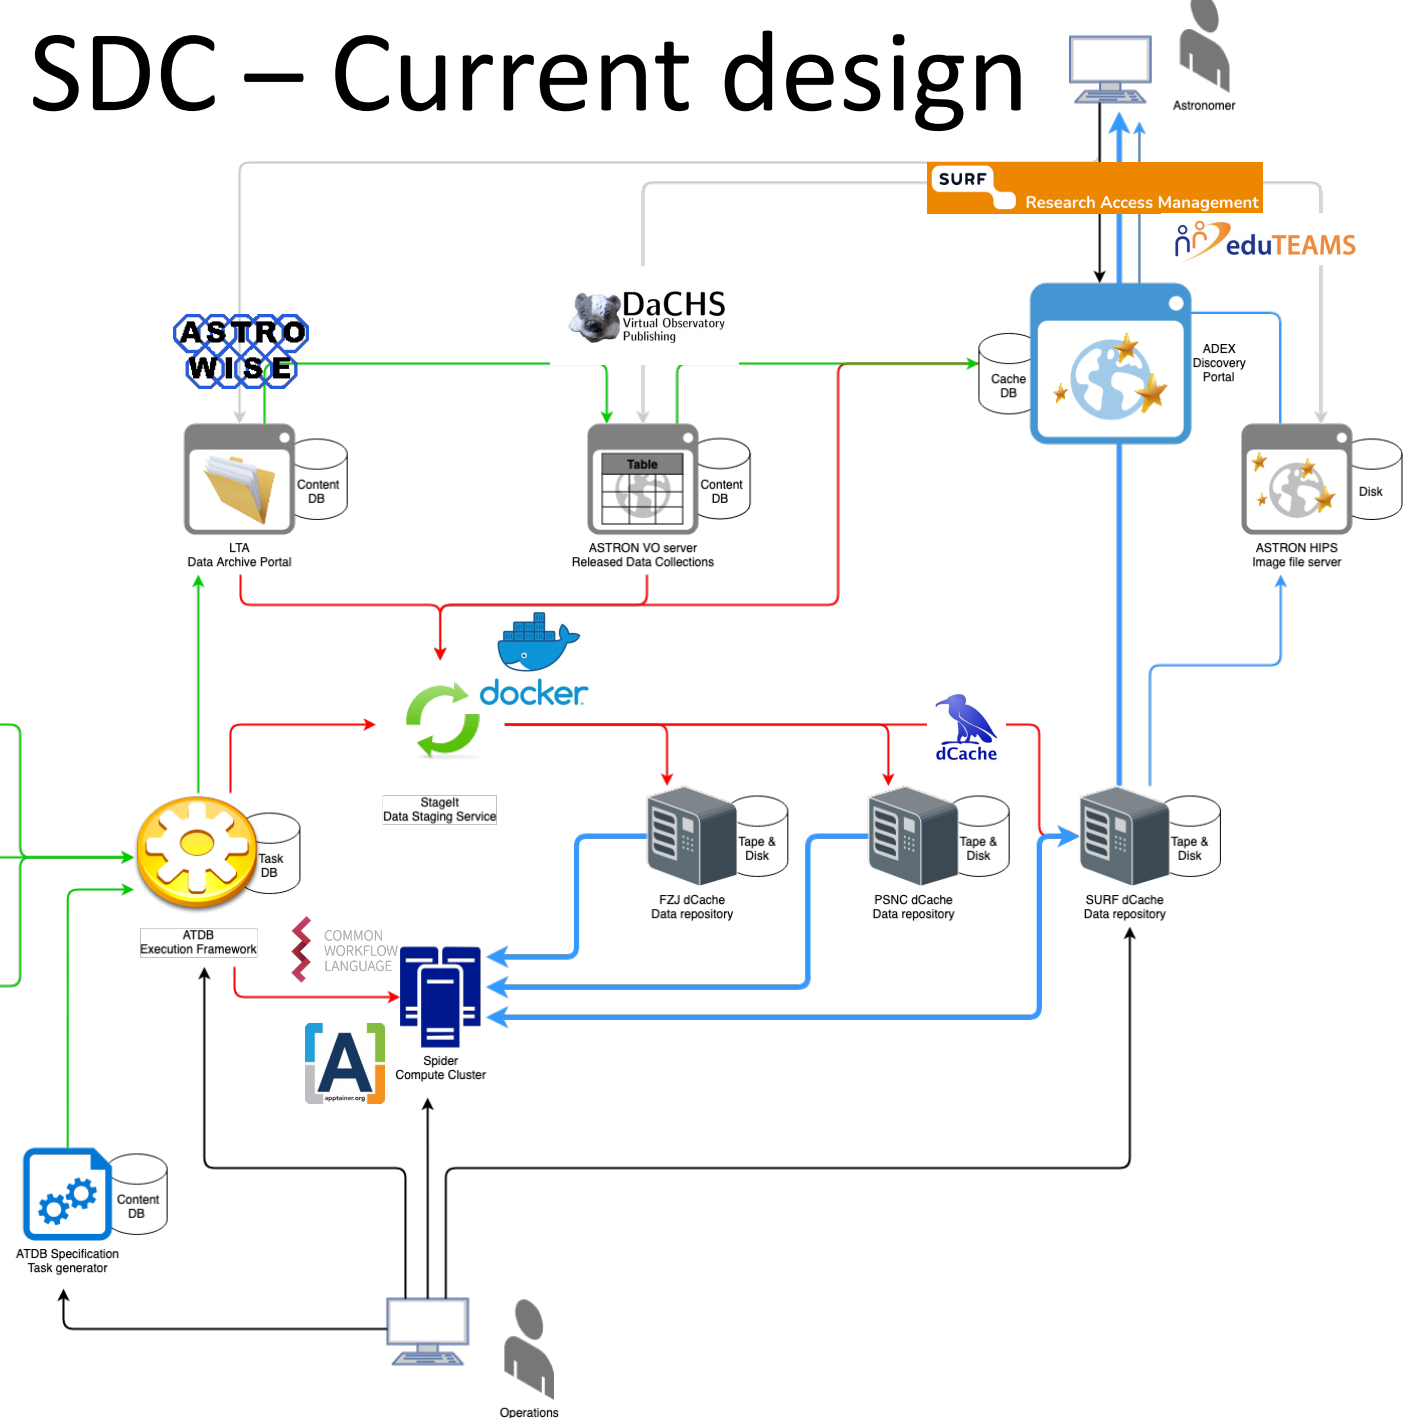 SDC – Current design
Astronomer
SURF
Research Access Management
eduTEAMS
ASTRO
WISE
DaCHS
Virtual Observatory
Publishing
Cache
DB
ADEX
Discovery
Portal
Content
DB
Table
Content
DB
Disk
LTA
Data Archive Portal
ASTRON VO server
Released Data Collections
ASTRON HIPS
Image file server
docker
dCache
StageIt
Data Staging Service
Task
DB
Tape &
Disk
Tape &
Disk
Tape &
Disk
FZJ dCache
Data repository
PSNC dCache
Data repository
SURF dCache
Data repository
ATDB
Execution Framework
COMMON
WORKFLOW
LANGUAGE
A
apptainer.org
Spider
Compute Cluster
Content
DB
ATDB Specification
Task generator
Operations